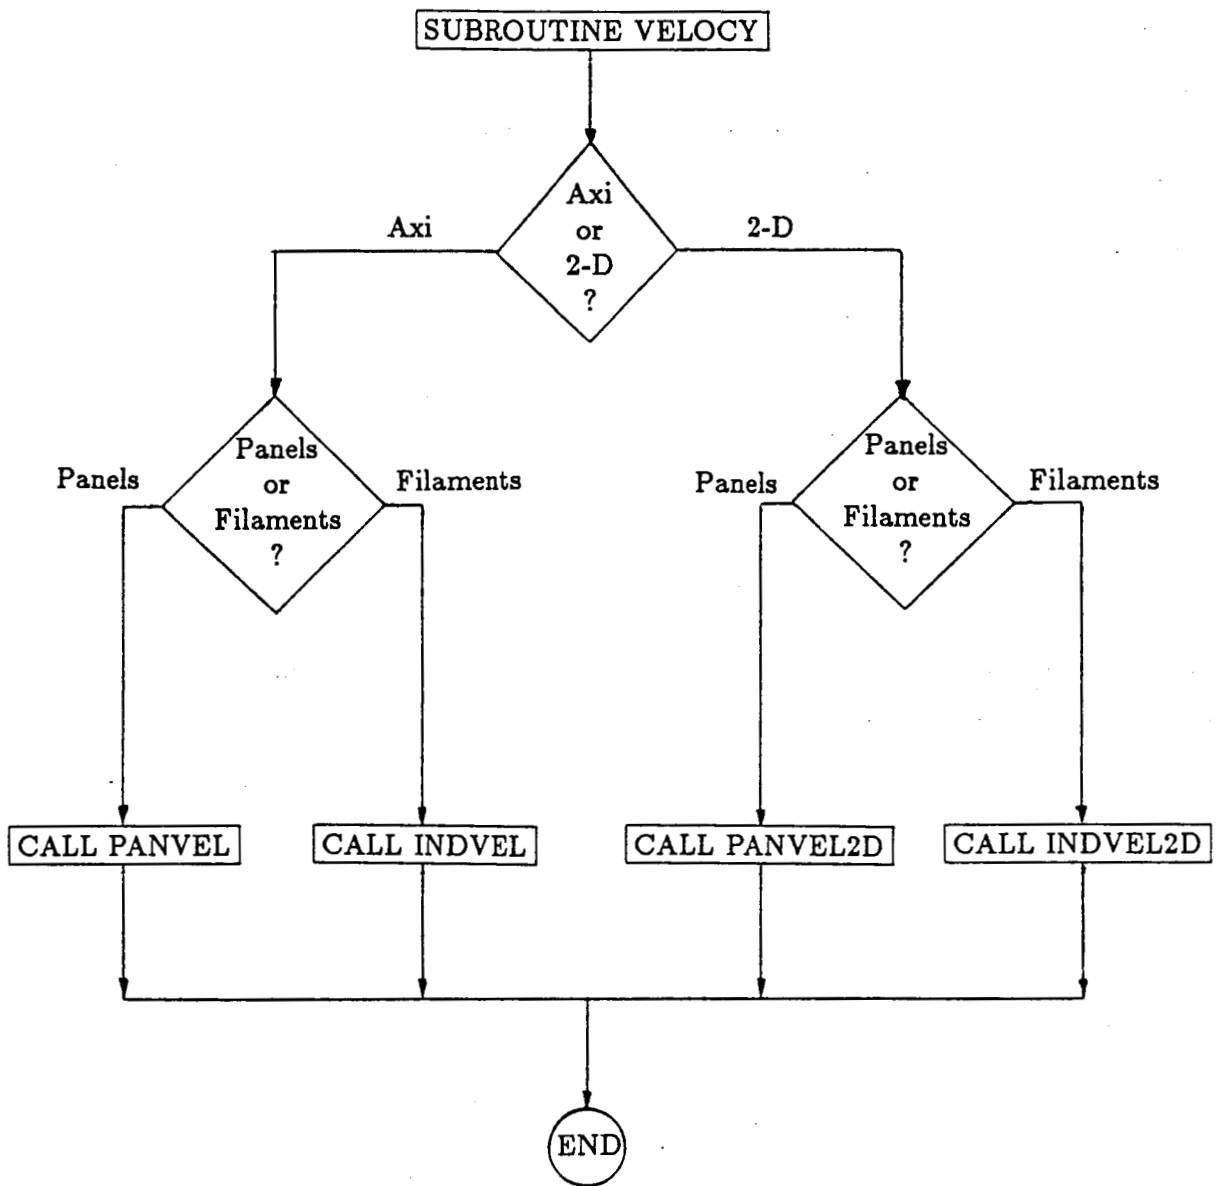 SUBROUTINE VELOCY
Axi
or
2-D
?
Axi
2-D
Panels
or
Filaments
?
Panels
Filaments
Panels
or
Filaments
?
Panels
Filaments
CALL PANVEL
CALL INDVEL
CALL PANVEL2D
CALL INDVEL2D
END